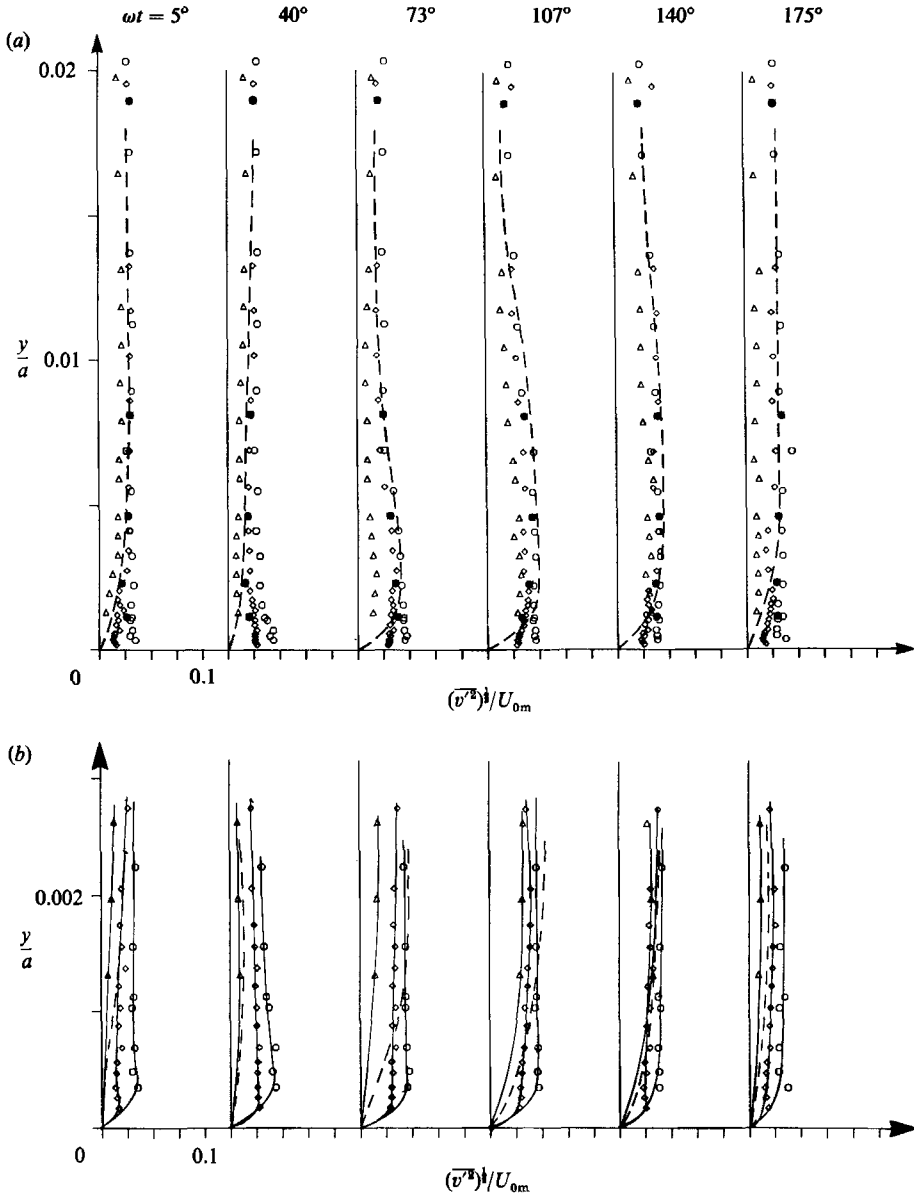 ωt = 5° 40° 73° 107° 140° 175°
(a)
0.02
y/a
0.01
0 0.1
(v'²)^½/U₀ₘ
(b)
0.002
y/a
0 0.1
(v'²)^½/U₀ₘ